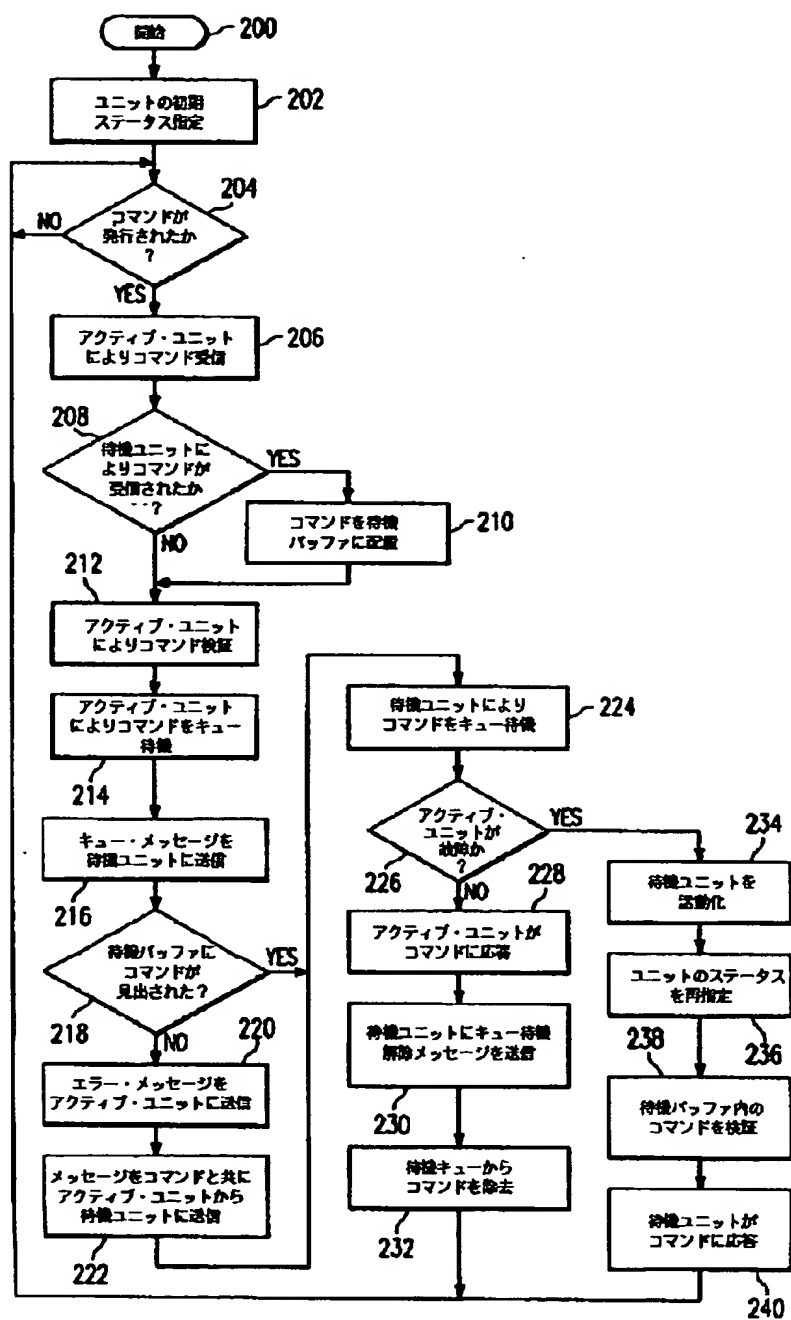 開始
200
ユニットの初期
ステータス指定
202
204
コマンドが
発行されたか
?
NO
YES
アクティブ・ユニット
によりコマンド受信
206
208
待機ユニットに
よりコマンドが
受信されたか
?
YES
NO
コマンドを待機
バッファに配置
210
212
アクティブ・ユニット
によりコマンド検証
アクティブ・ユニット
によりコマンドをキュー
待機
214
キュー・メッセージを
待機ユニットに送信
216
待機バッファに
コマンドが
見出された?
YES
218
NO
220
エラー・メッセージを
アクティブ・ユニットに送信
メッセージをコマンドと共に
アクティブ・ユニットから
待機ユニットに送信
222
待機ユニットにより
コマンドをキュー待機
224
アクティブ・
ユニットが
故障か
?
YES
226
NO
228
アクティブ・ユニットが
コマンドに応答
待機ユニットにキュー待機
解除メッセージを送信
230
待機キューから
コマンドを除去
232
234
待機ユニットを
活動化
ユニットのステータス
を再指定
236
238
待機バッファ内の
コマンドを検証
待機ユニットが
コマンドに応答
240